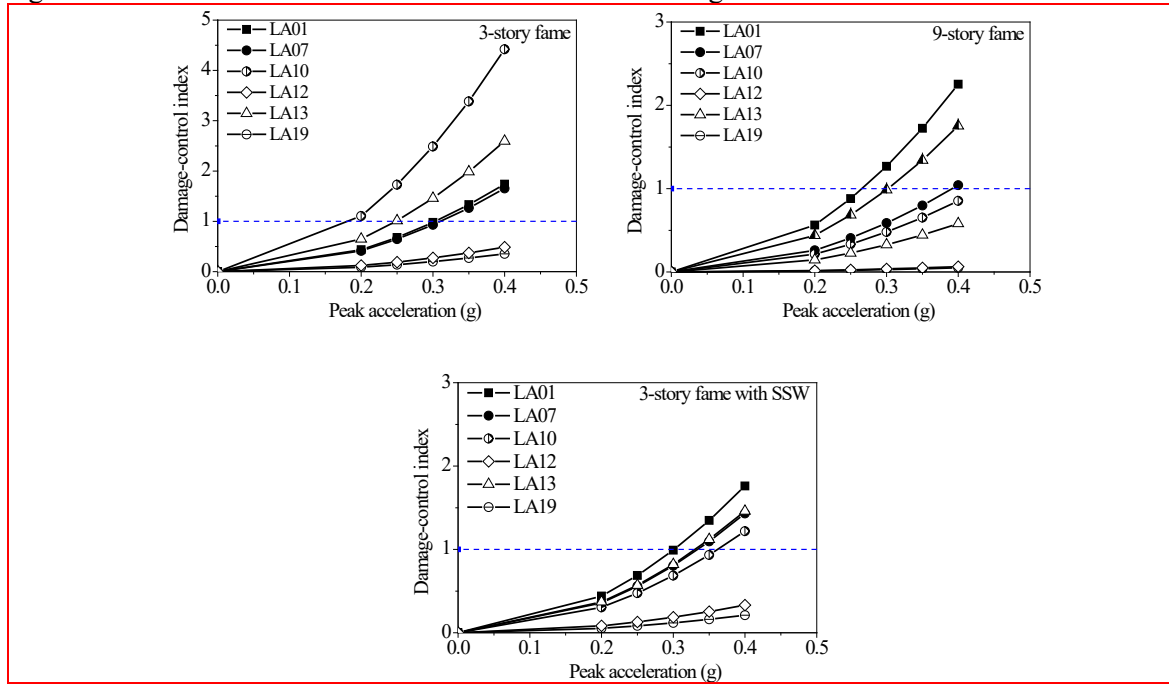 5
4
3
2
1
0
0.0 0.1 0.2 0.3 0.4 0.5
Damage-control index
Peak acceleration (g)
LA01
LA07
LA10
LA12
LA13
LA19
3-story fame
3
2
1
0
0.0 0.1 0.2 0.3 0.4 0.5
Damage-control index
Peak acceleration (g)
LA01
LA07
LA10
LA12
LA13
LA19
9-story fame
3
2
1
0
0.0 0.1 0.2 0.3 0.4 0.5
Damage-control index
Peak acceleration (g)
LA01
LA07
LA10
LA12
LA13
LA19
3-story fame with SSW